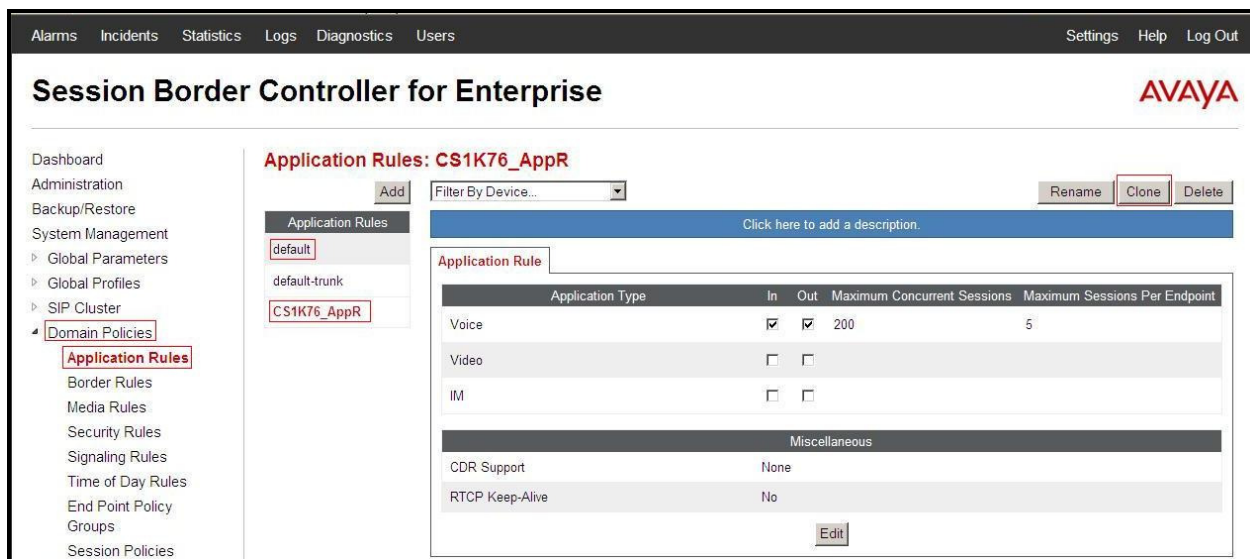 Alarms Incidents Statistics Logs Diagnostics Users Settings Help Log Out
Session Border Controller for Enterprise
AVAYA
Dashboard
Administration
Backup/Restore
System Management
Global Parameters
Global Profiles
SIP Cluster
Domain Policies
Application Rules
Border Rules
Media Rules
Security Rules
Signaling Rules
Time of Day Rules
End Point Policy
Groups
Session Policies
Application Rules: CS1K76_AppR
Add
Filter By Device...
Rename Clone Delete
Application Rules
default
default-trunk
CS1K76_AppR
Click here to add a description.
Application Rule
Application Type In Out Maximum Concurrent Sessions Maximum Sessions Per Endpoint
Voice 200 5
Video
IM
Miscellaneous
CDR Support None
RTCP Keep-Alive No
Edit